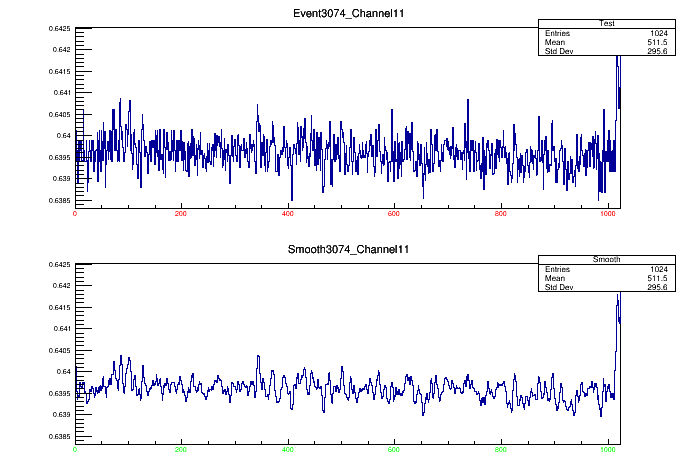 Event3074_Channel11
Test
Entries 1024
Mean 511.5
Std Dev 295.6
0.6425
0.642
0.6415
0.641
0.6405
0.64
0.6395
0.639
0.6385
0 200 400 600 800 1000
Smooth3074_Channel11
Smooth
Entries 1024
Mean 511.5
Std Dev 295.6
0.6425
0.642
0.6415
0.641
0.6405
0.64
0.6395
0.639
0.6385
0 200 400 600 800 1000